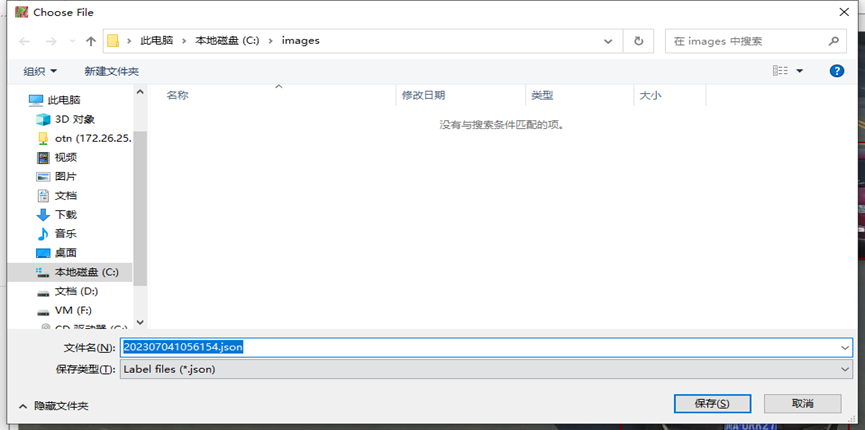 Choose File
此电脑 › 本地磁盘 (C:) › images
在 images 中搜索
组织 新建文件夹
名称 修改日期 类型 大小
没有与搜索条件匹配的项。
此电脑
3D 对象
otn (172.26.25.
视频
图片
文档
下载
音乐
桌面
本地磁盘 (C:)
文档 (D:)
VM (F:)
CD 驱动器 (G:)
文件名(N): 202307041056154.json
保存类型(T): Label files (*.json)
隐藏文件夹 保存(S) 取消